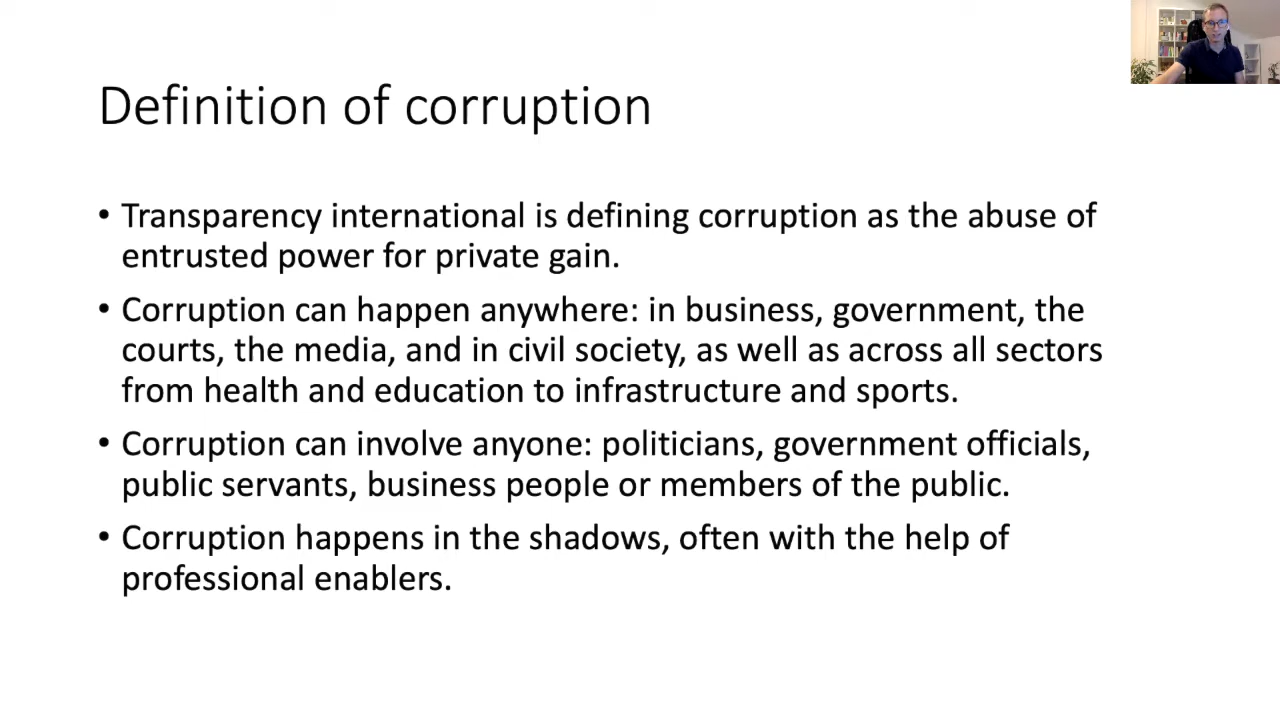 Definition of corruption
• Transparency international is defining corruption as the abuse of
entrusted power for private gain.
• Corruption can happen anywhere: in business, government, the
courts, the media, and in civil society, as well as across all sectors
from health and education to infrastructure and sports.
• Corruption can involve anyone: politicians, government officials,
public servants, business people or members of the public.
• Corruption happens in the shadows, often with the help of
professional enablers.